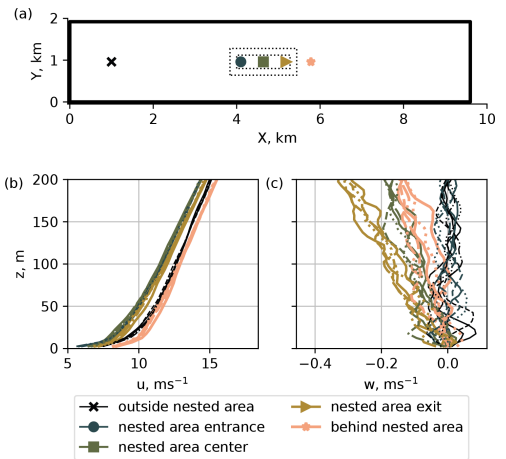 (a)
Y, km
2
1
0
0 2 4 6 8 10
X, km
(b) (c)
z, m
200
150
100
50
0
5 10 15
u, ms⁻¹
−0.4 −0.2 0.0
w, ms⁻¹
outside nested area
nested area entrance
nested area center
nested area exit
behind nested area